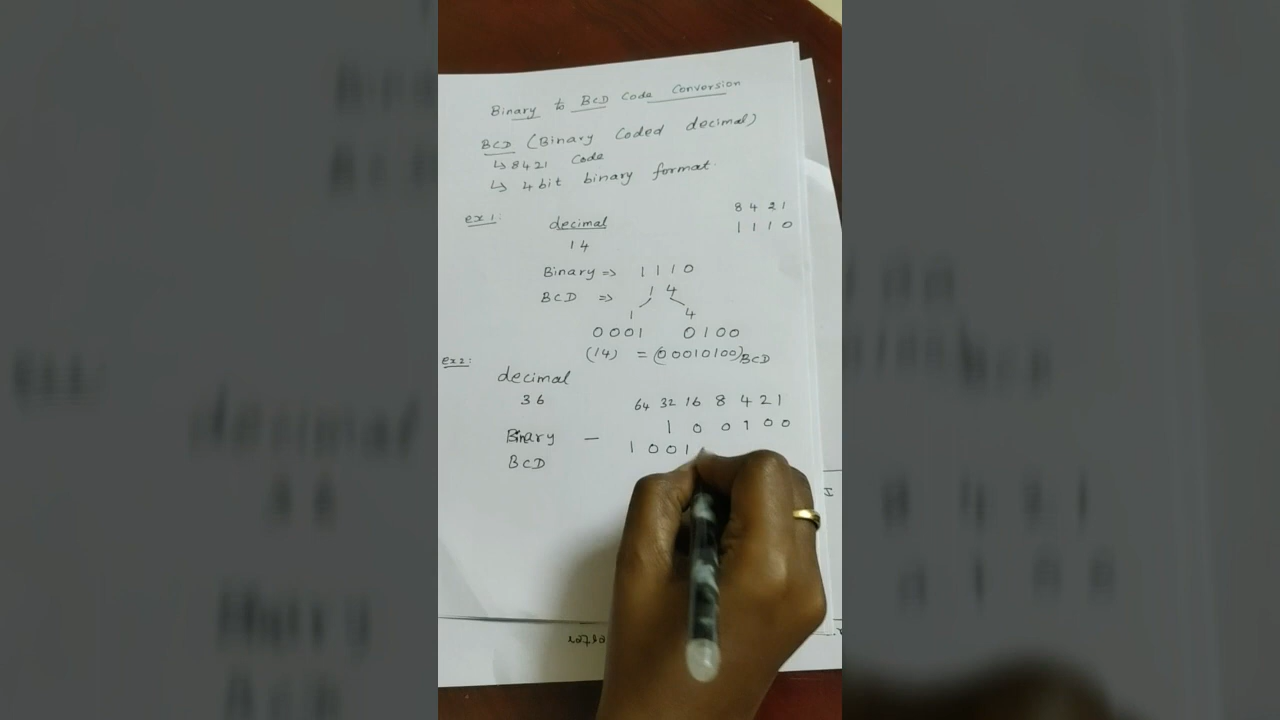 Binary to BCD Code Conversion
BCD (Binary Coded decimal)
↳ 8421 Code
↳ 4 bit binary format.
ex 1:
decimal
8 4 2 1
14
1 1 1 0
Binary => 1 1 1 0
BCD => 1 4
1 4
0001 0100
(14) = (00010100)BCD
ex2:
decimal
36
64 32 16 8 4 2 1
1 0 0 1 0 0
Binary — 1 0 0 1
BCD